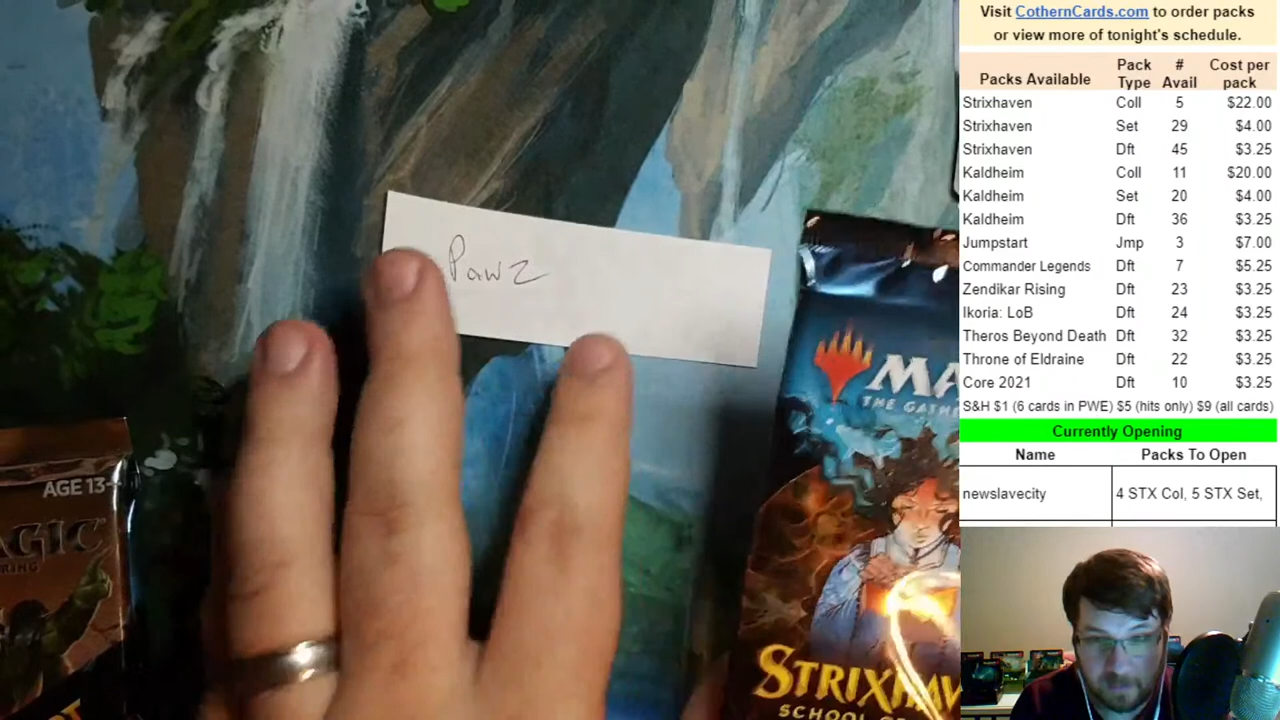 Pawz
AGE 13+
AGIC
RING
MA
THE GATHE
STRIXHAV
SCHOOL OF
Visit CothernCards.com to order packs
or view more of tonight's schedule.
Packs Available Pack Type # Avail Cost per pack
Strixhaven Coll 5 $22.00
Strixhaven Set 29 $4.00
Strixhaven Dft 45 $3.25
Kaldheim Coll 11 $20.00
Kaldheim Set 20 $4.00
Kaldheim Dft 36 $3.25
Jumpstart Jmp 3 $7.00
Commander Legends Dft 7 $5.25
Zendikar Rising Dft 23 $3.25
Ikoria: LoB Dft 24 $3.25
Theros Beyond Death Dft 32 $3.25
Throne of Eldraine Dft 22 $3.25
Core 2021 Dft 10 $3.25
S&H $1 (6 cards in PWE) $5 (hits only) $9 (all cards)
Currently Opening
Name Packs To Open
newslavecity 4 STX Col, 5 STX Set,